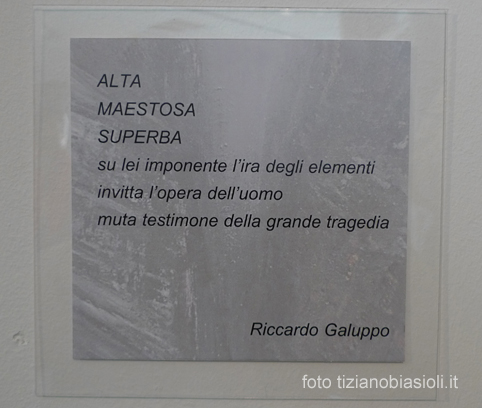 ALTA
MAESTOSA
SUPERBA
su lei imponente l'ira degli elementi
invitta l'opera dell'uomo
muta testimone della grande tragedia
Riccardo Galuppo
foto tizianobiasioli.it